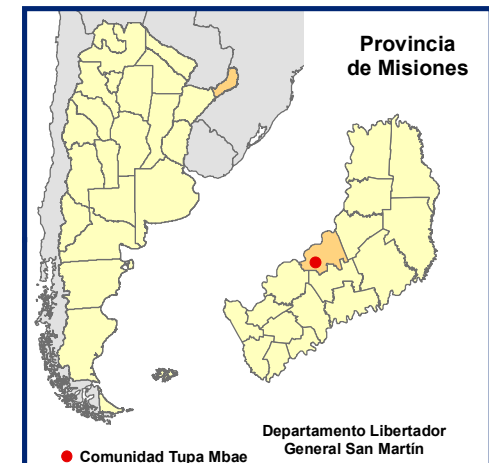 Provincia
de Misiones
Departamento Libertador
General San Martín
Comunidad Tupa Mbae